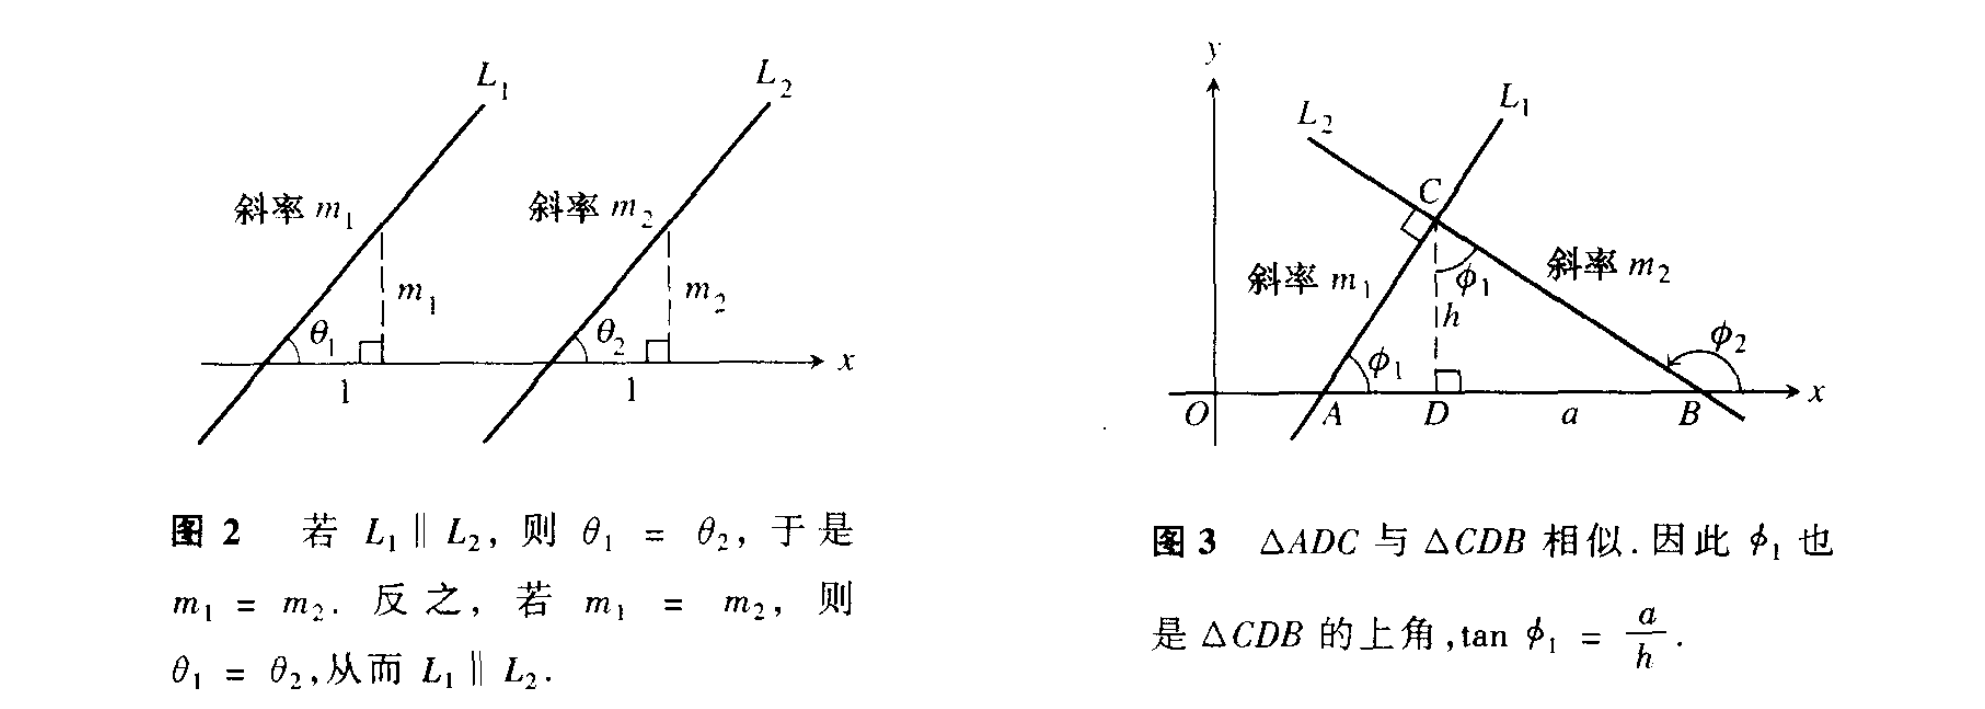 L₁
L₂
斜率 m₁
斜率 m₂
m₁
m₂
θ₁
θ₂
x
1
1
图 2 若 L₁ ∥ L₂, 则 θ₁ = θ₂, 于是
m₁ = m₂. 反之, 若 m₁ = m₂, 则
θ₁ = θ₂,从而 L₁ ∥ L₂.
y
L₁
L₂
C
斜率 m₁
ϕ₁
斜率 m₂
h
ϕ₁
ϕ₂
x
O
A
D
a
B
图 3 △ADC 与 △CDB 相似.因此 ϕ₁ 也
是 △CDB 的上角,tan ϕ₁ = a/h.